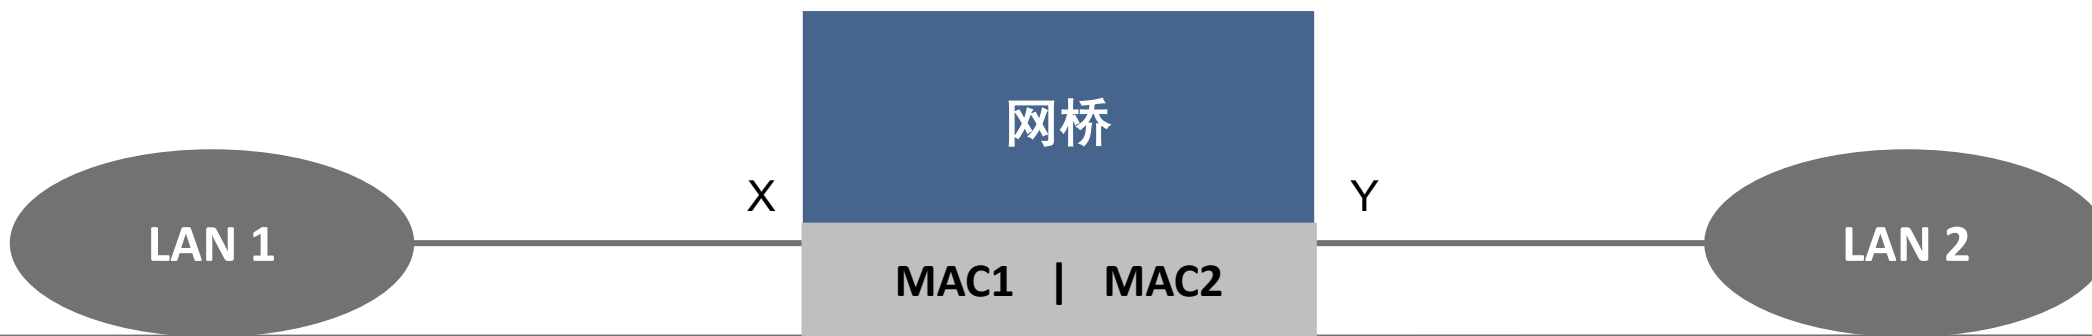 网桥
X
Y
LAN 1
LAN 2
MAC1 | MAC2